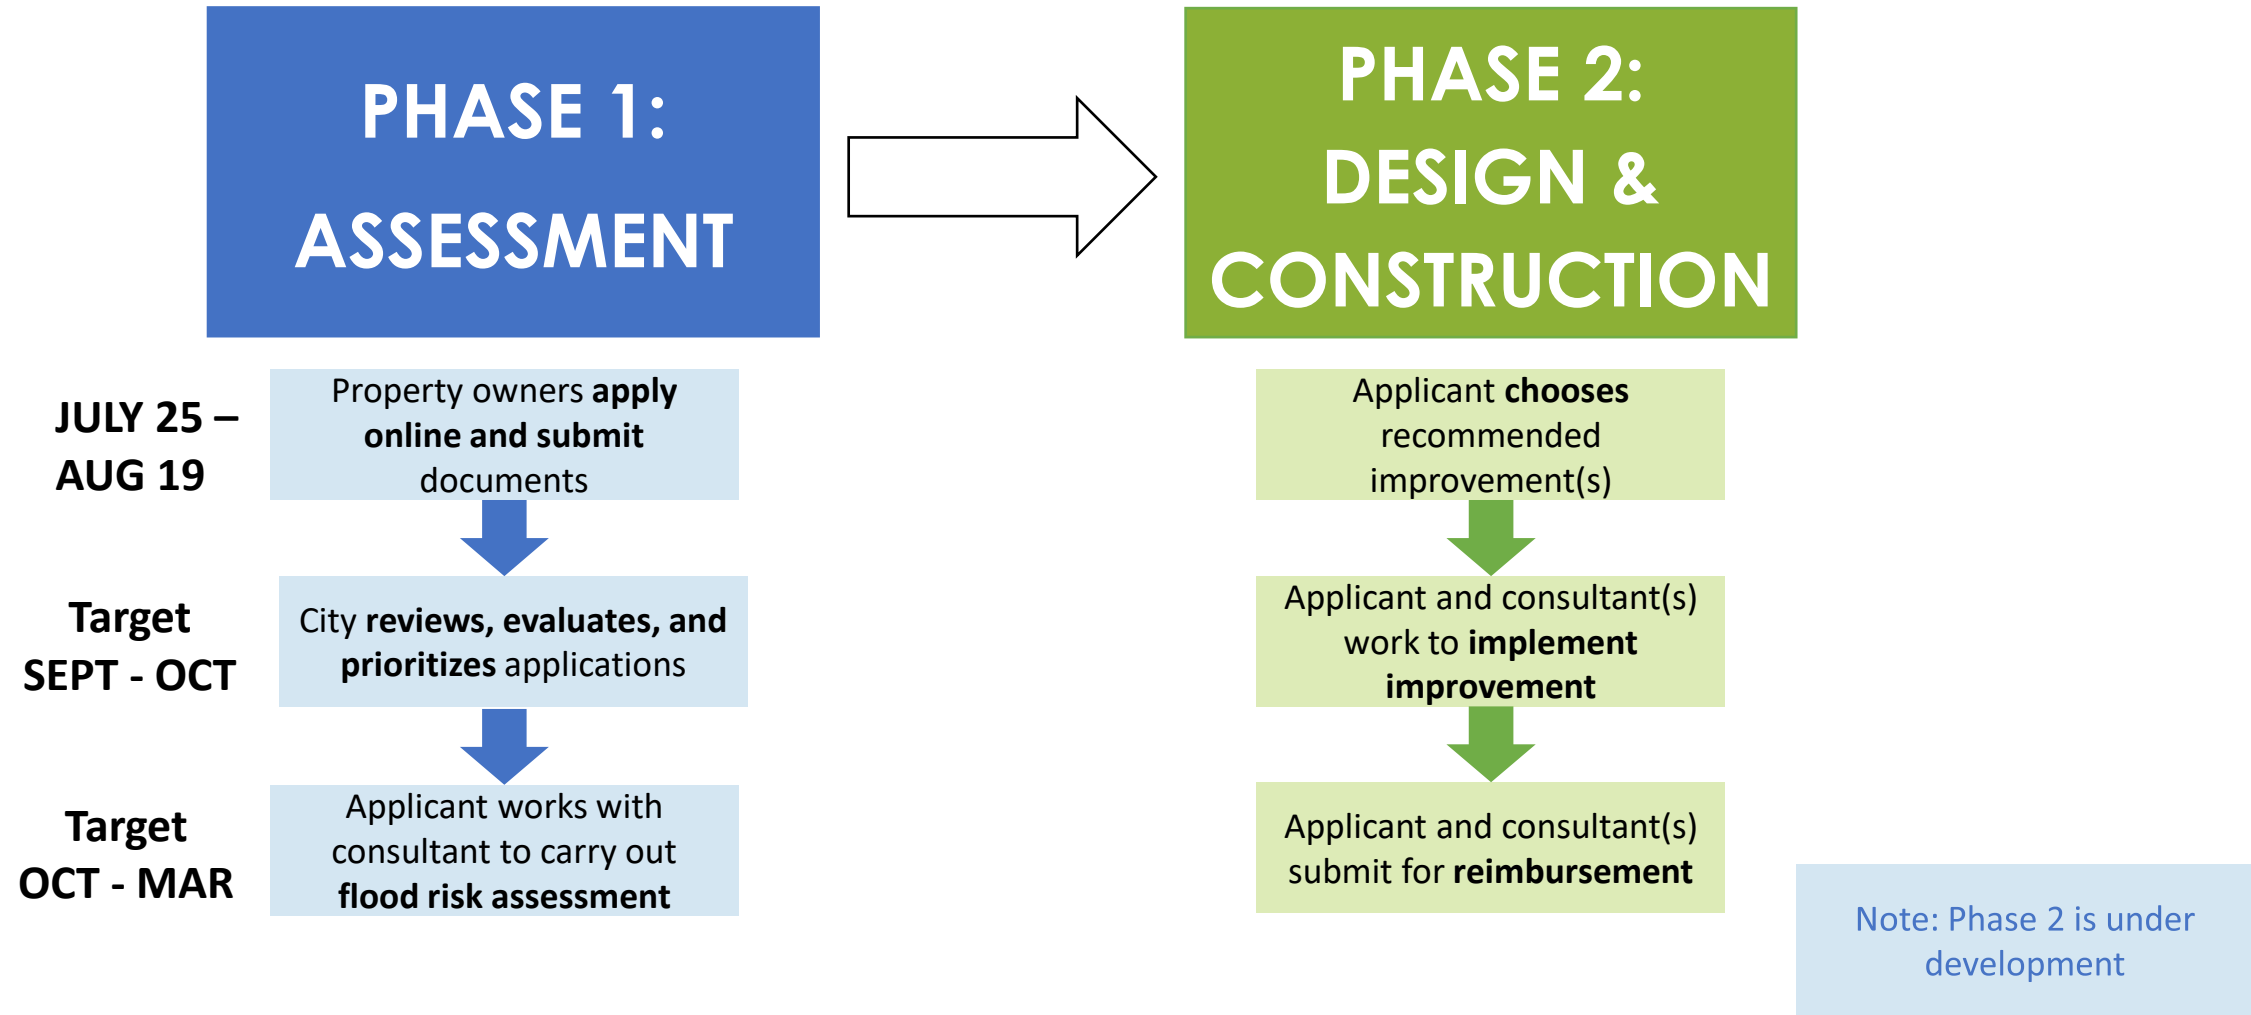 PHASE 1:
ASSESSMENT
PHASE 2:
DESIGN &
CONSTRUCTION
JULY 25 –
AUG 19
Property owners apply
online and submit
documents
Target
SEPT - OCT
City reviews, evaluates, and
prioritizes applications
Target
OCT - MAR
Applicant works with
consultant to carry out
flood risk assessment
Applicant chooses
recommended
improvement(s)
Applicant and consultant(s)
work to implement
improvement
Applicant and consultant(s)
submit for reimbursement
Note: Phase 2 is under
development